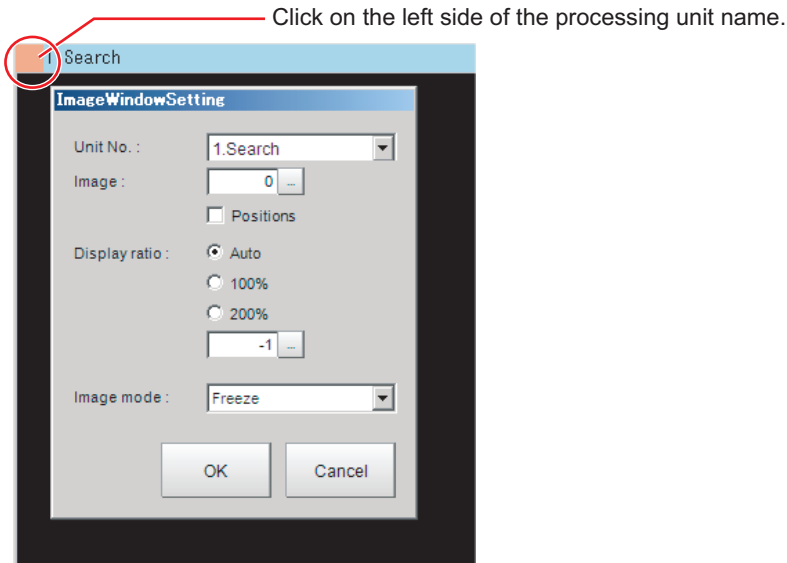 Click on the left side of the processing unit name.
1 Search
ImageWindowSetting
Unit No. : 1.Search
Image : 0 ...
Positions
Display ratio : Auto
100%
200%
-1 ...
Image mode : Freeze
OK Cancel